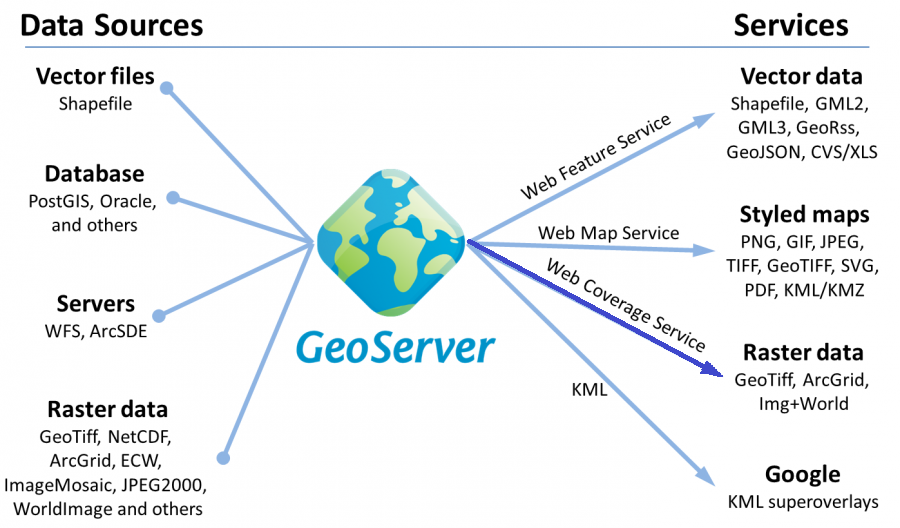 Data Sources
Services
Vector files
Shapefile
Database
PostGIS, Oracle,
and others
Servers
WFS, ArcSDE
Raster data
GeoTiff, NetCDF,
ArcGrid, ECW,
ImageMosaic, JPEG2000,
WorldImage and others
GeoServer
Web Feature Service
Web Map Service
Web Coverage Service
KML
Vector data
Shapefile, GML2,
GML3, GeoRss,
GeoJSON, CVS/XLS
Styled maps
PNG, GIF, JPEG,
TIFF, GeoTIFF, SVG,
PDF, KML/KMZ
Raster data
GeoTiff, ArcGrid,
Img+World
Google
KML superoverlays